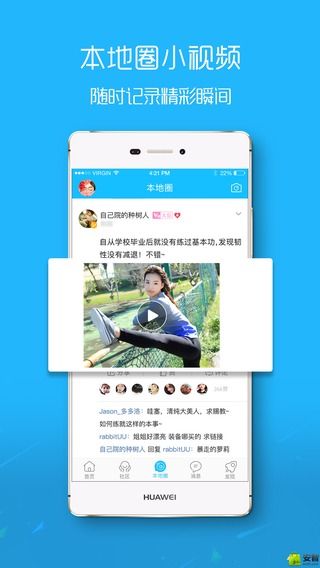 本地圈小视频
随时记录精彩瞬间
VIRGIN 4:21 PM 22%
本地圈
自己院的种树人
自从学校毕业后就没有练过基本功,发现韧
性没有减退！不错~
分享 赞 评论
264赞
Jason_多多洛：哇塞，清纯大美人，求赐教~
如何练就这样的本事~
rabbitUU：姐姐好漂亮 装备哪买的 求链接
自己院的种树人 回复 rabbitUU：暴走的萝莉
首页 社区 本地圈 消息 发现
HUAWEI
安智